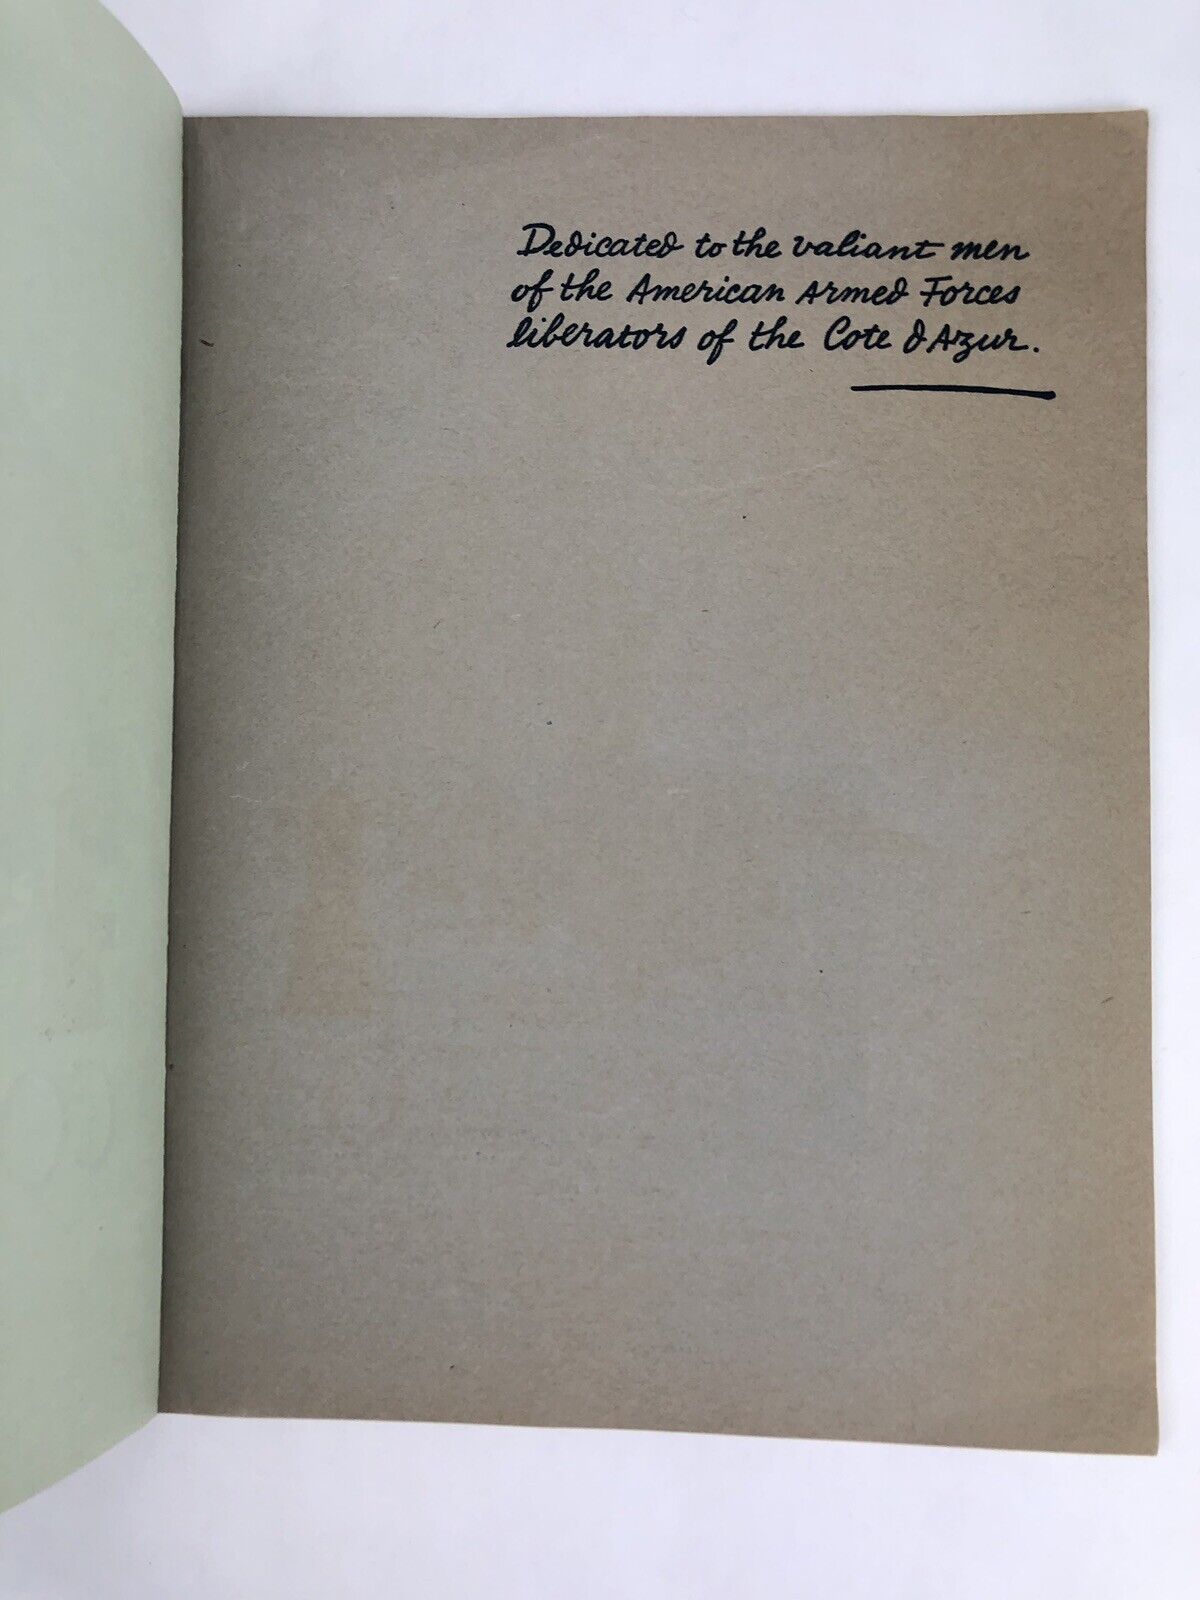 Dedicated to the valiant men
of the American Armed Forces
liberators of the Cote d Azur.